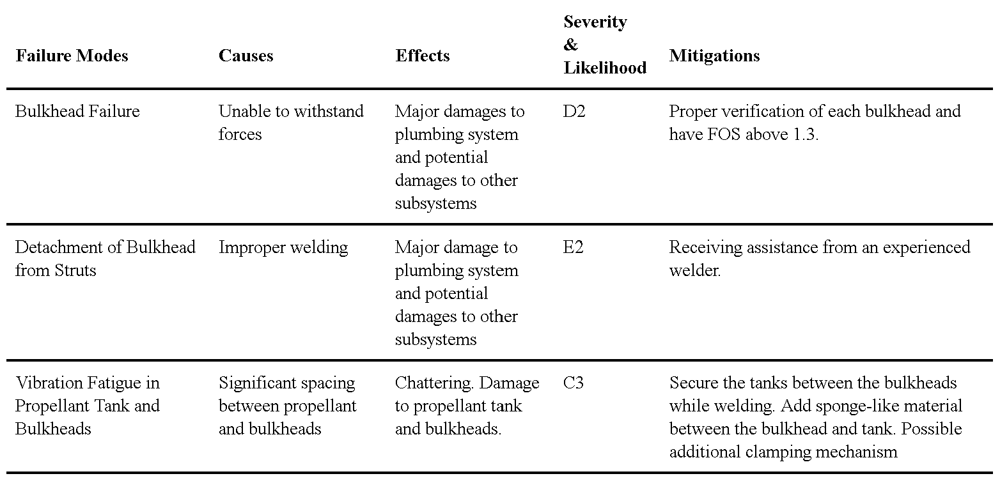 Failure Modes
Causes
Effects
Severity
&
Likelihood
Mitigations
Bulkhead Failure
Unable to withstand
forces
Major damages to
plumbing system
and potential
damages to other
subsystems
D2
Proper verification of each bulkhead and
have FOS above 1.3.
Detachment of Bulkhead
from Struts
Improper welding
Major damage to
plumbing system
and potential
damages to other
subsystems
E2
Receiving assistance from an experienced
welder.
Vibration Fatigue in
Propellant Tank and
Bulkheads
Significant spacing
between propellant
and bulkheads
Chattering. Damage
to propellant tank
and bulkheads.
C3
Secure the tanks between the bulkheads
while welding. Add sponge-like material
between the bulkhead and tank. Possible
additional clamping mechanism